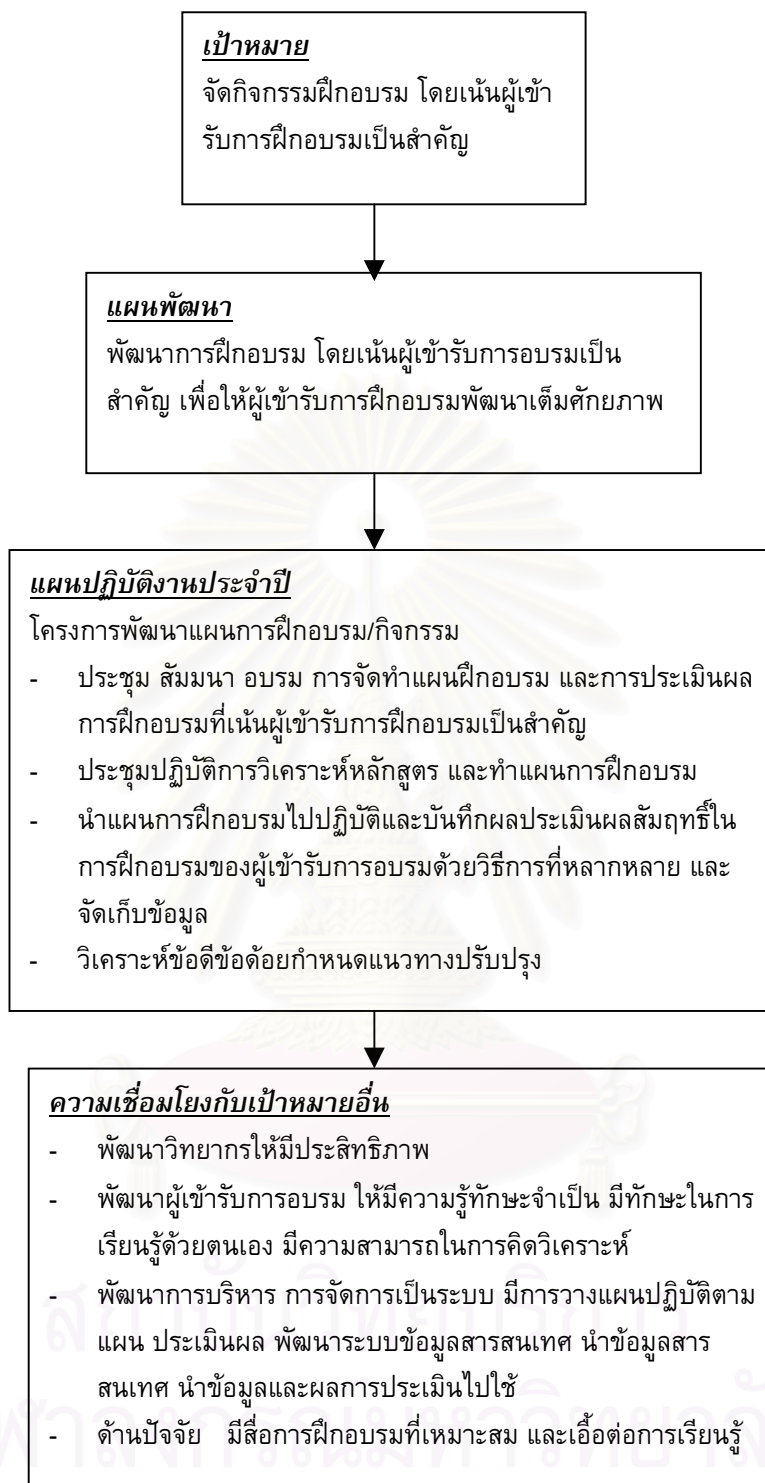 เป้าหมาย
จัดกิจกรรมฝึกอบรม โดยเน้นผู้เข้า
รับการฝึกอบรมเป็นสำคัญ
แผนพัฒนา
พัฒนาการฝึกอบรม โดยเน้นผู้เข้ารับการอบรมเป็น
สำคัญ เพื่อให้ผู้เข้ารับการฝึกอบรมพัฒนาเต็มศักยภาพ
แผนปฏิบัติงานประจำปี
โครงการพัฒนาแผนการฝึกอบรม/กิจกรรม
- ประชุม สัมมนา อบรม การจัดทำแผนฝึกอบรม และการประเมินผล
การฝึกอบรมที่เน้นผู้เข้ารับการฝึกอบรมเป็นสำคัญ
- ประชุมปฏิบัติการวิเคราะห์หลักสูตร และทำแผนการฝึกอบรม
- นำแผนการฝึกอบรมไปปฏิบัติและบันทึกผลประเมินผลสัมฤทธิ์ใน
การฝึกอบรมของผู้เข้ารับการอบรมด้วยวิธีการที่หลากหลาย และ
จัดเก็บข้อมูล
- วิเคราะห์ข้อดีข้อด้อยกำหนดแนวทางปรับปรุง
ความเชื่อมโยงกับเป้าหมายอื่น
- พัฒนาวิทยากรให้มีประสิทธิภาพ
- พัฒนาผู้เข้ารับการอบรม ให้มีความรู้ทักษะจำเป็น มีทักษะในการ
เรียนรู้ด้วยตนเอง มีความสามารถในการคิดวิเคราะห์
- พัฒนาการบริหาร การจัดการเป็นระบบ มีการวางแผนปฏิบัติตาม
แผน ประเมินผล พัฒนาระบบข้อมูลสารสนเทศ นำข้อมูลสาร
สนเทศ นำข้อมูลและผลการประเมินไปใช้
- ด้านปัจจัย มีสื่อการฝึกอบรมที่เหมาะสม และเอื้อต่อการเรียนรู้
สถาบันวิทยบริการ
จุฬาลงกรณ์มหาวิทยาลัย